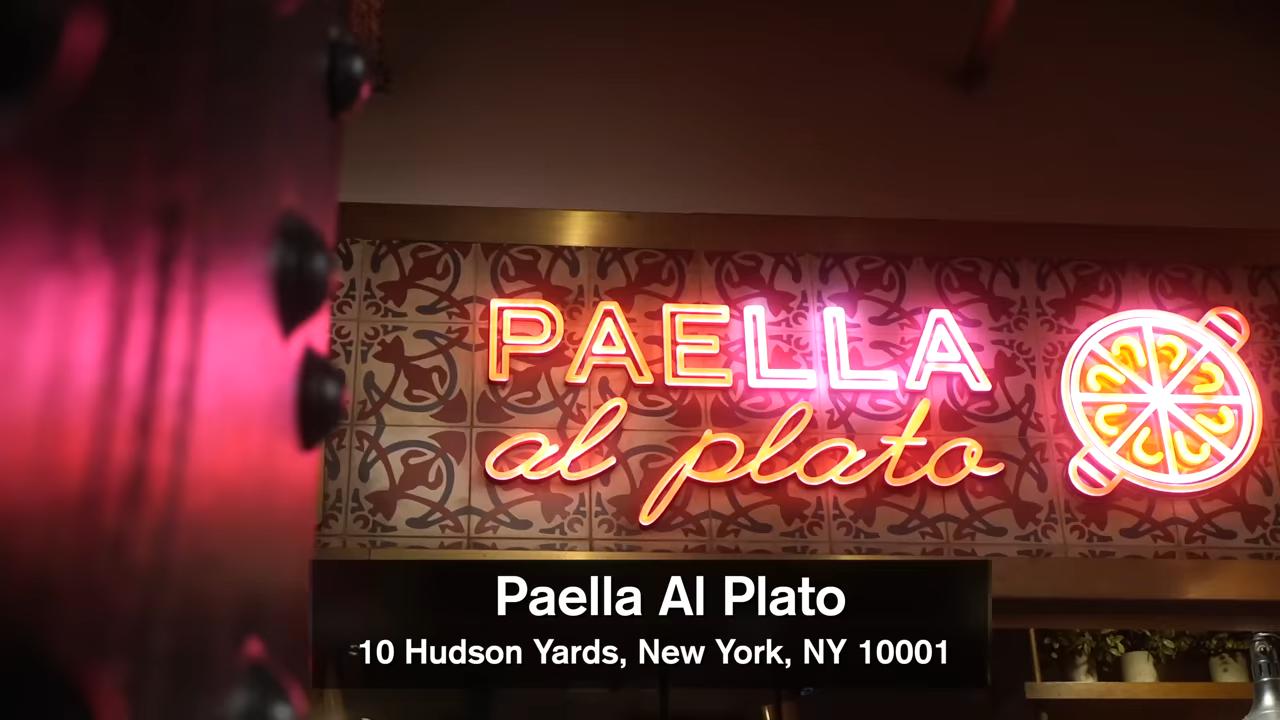 PAELLA
al plato
Paella Al Plato
10 Hudson Yards, New York, NY 10001